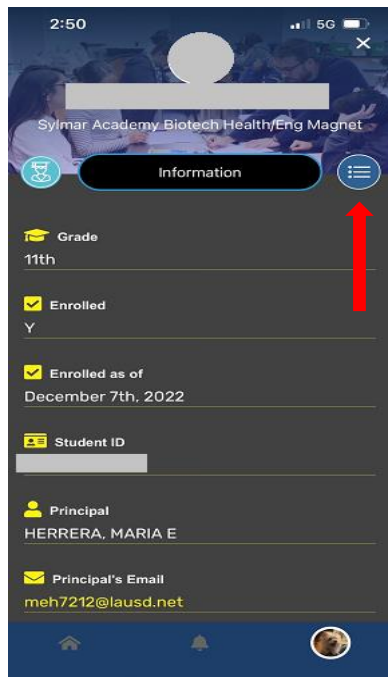 2:50
5G
Sylmar Academy Biotech Health/Eng Magnet
Information
Grade
11th
Enrolled
Y
Enrolled as of
December 7th, 2022
Student ID
Principal
HERRERA, MARIA E
Principal's Email
meh7212@lausd.net